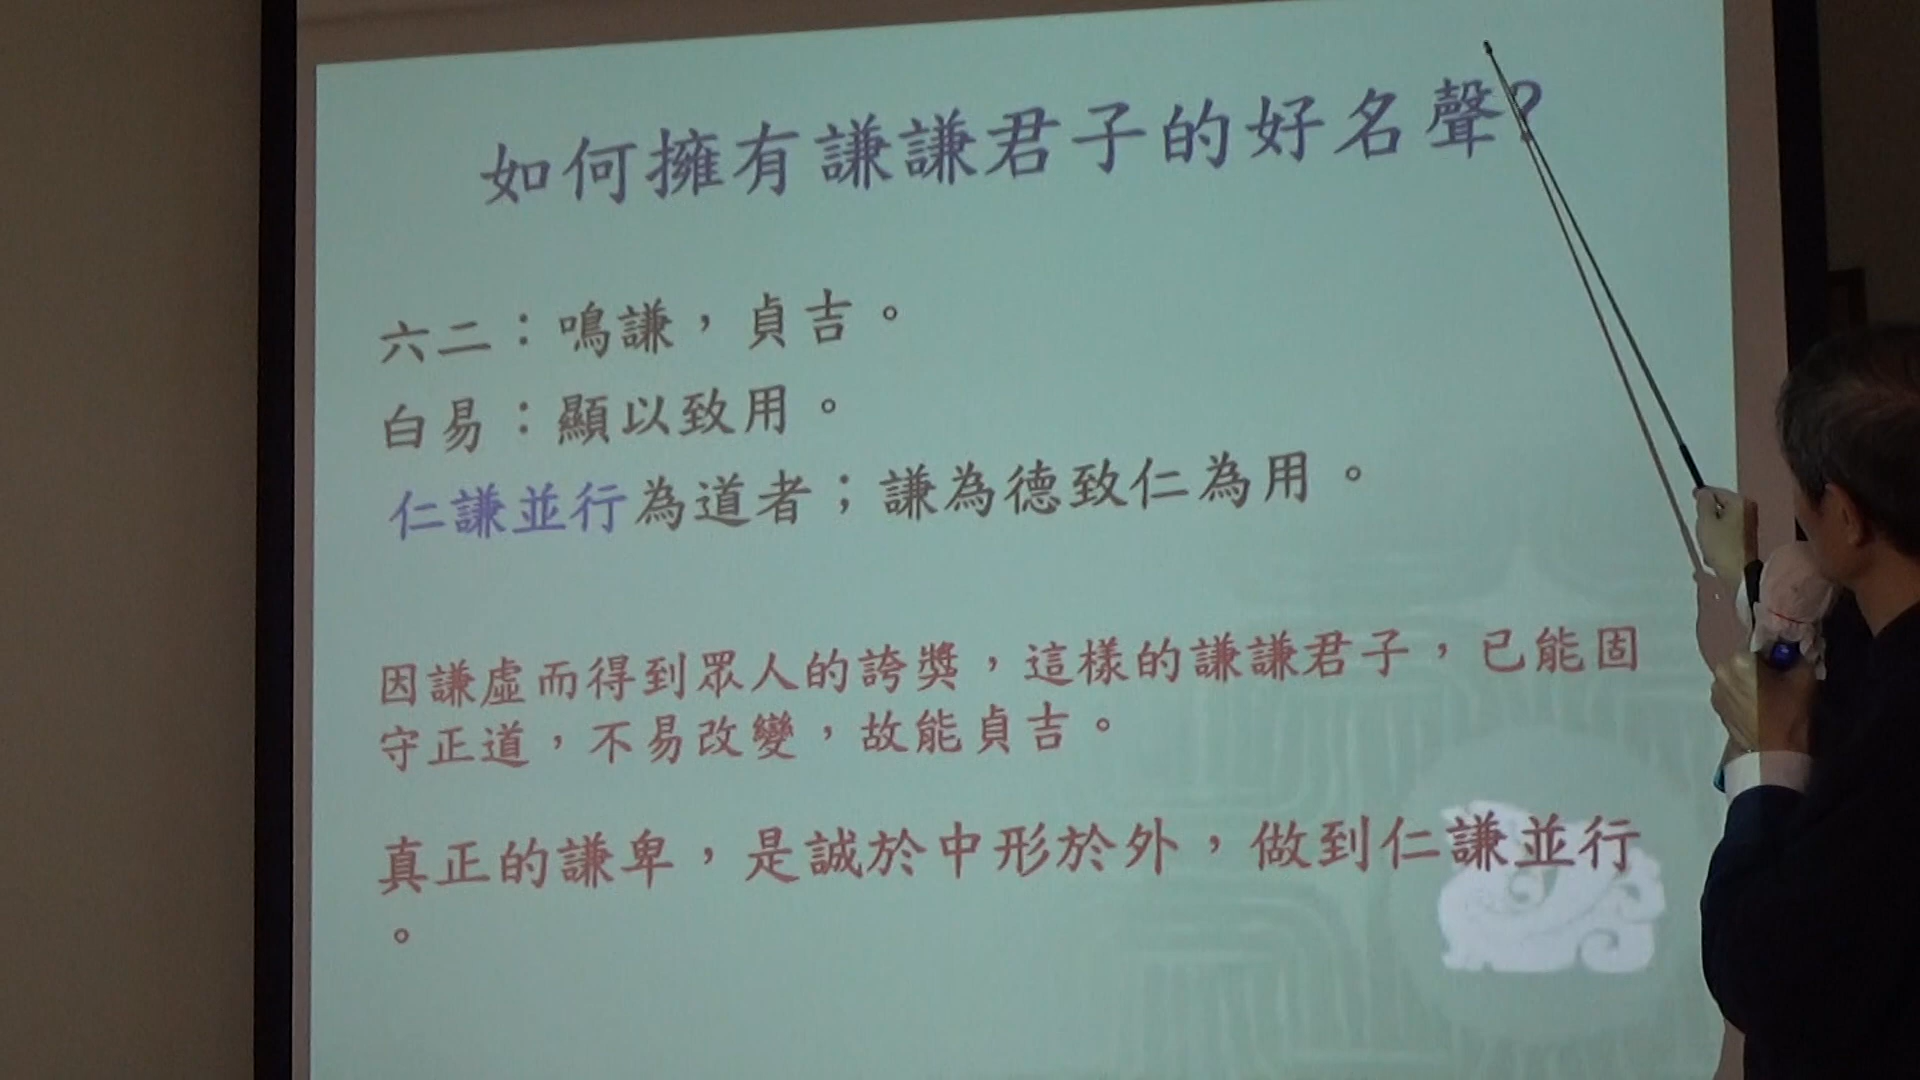 如何擁有謙謙君子的好名聲?
六二：鳴謙，貞吉。
白易：顯以致用。
仁謙並行為道者；謙為德致仁為用。
因謙虛而得到眾人的誇獎，這樣的謙謙君子，已能固
守正道，不易改變，故能貞吉。
真正的謙卑，是誠於中形於外，做到仁謙並行
。